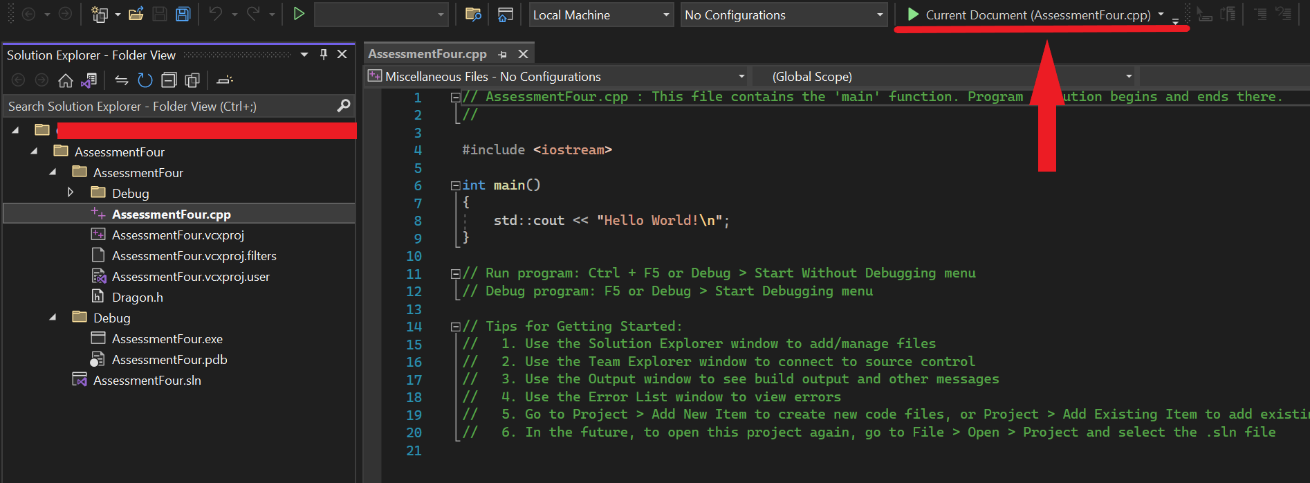 Local Machine
No Configurations
Current Document (AssessmentFour.cpp)
Solution Explorer - Folder View
Search Solution Explorer - Folder View (Ctrl+;)
AssessmentFour
AssessmentFour
Debug
AssessmentFour.cpp
AssessmentFour.vcxproj
AssessmentFour.vcxproj.filters
AssessmentFour.vcxproj.user
Dragon.h
Debug
AssessmentFour.exe
AssessmentFour.pdb
AssessmentFour.sln
AssessmentFour.cpp
Miscellaneous Files - No Configurations
(Global Scope)
1 // AssessmentFour.cpp : This file contains the 'main' function. Program ution begins and ends there.
2 //
3
4 #include <iostream>
5
6 int main()
7 {
8 std::cout << "Hello World!\n";
9 }
10
11 // Run program: Ctrl + F5 or Debug > Start Without Debugging menu
12 // Debug program: F5 or Debug > Start Debugging menu
13
14 // Tips for Getting Started:
15 // 1. Use the Solution Explorer window to add/manage files
16 // 2. Use the Team Explorer window to connect to source control
17 // 3. Use the Output window to see build output and other messages
18 // 4. Use the Error List window to view errors
19 // 5. Go to Project > Add New Item to create new code files, or Project > Add Existing Item to add existin
20 // 6. In the future, to open this project again, go to File > Open > Project and select the .sln file
21